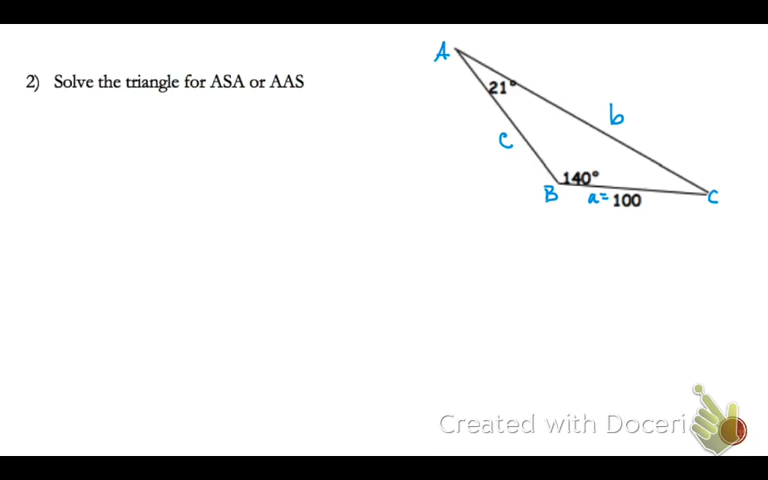 A
2) Solve the triangle for ASA or AAS
21°
b
c
140°
B
a= 100
C
Created with Doceri